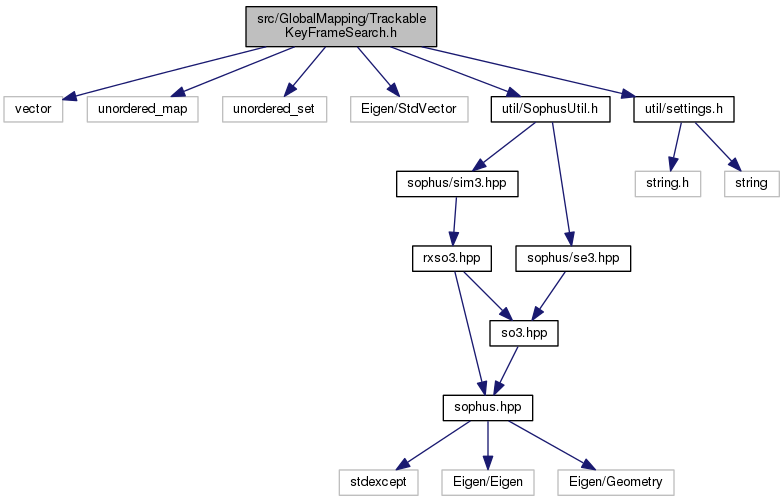 src/GlobalMapping/Trackable
KeyFrameSearch.h
vector
unordered_map
unordered_set
Eigen/StdVector
util/SophusUtil.h
util/settings.h
sophus/sim3.hpp
string.h
string
rxso3.hpp
sophus/se3.hpp
so3.hpp
sophus.hpp
stdexcept
Eigen/Eigen
Eigen/Geometry